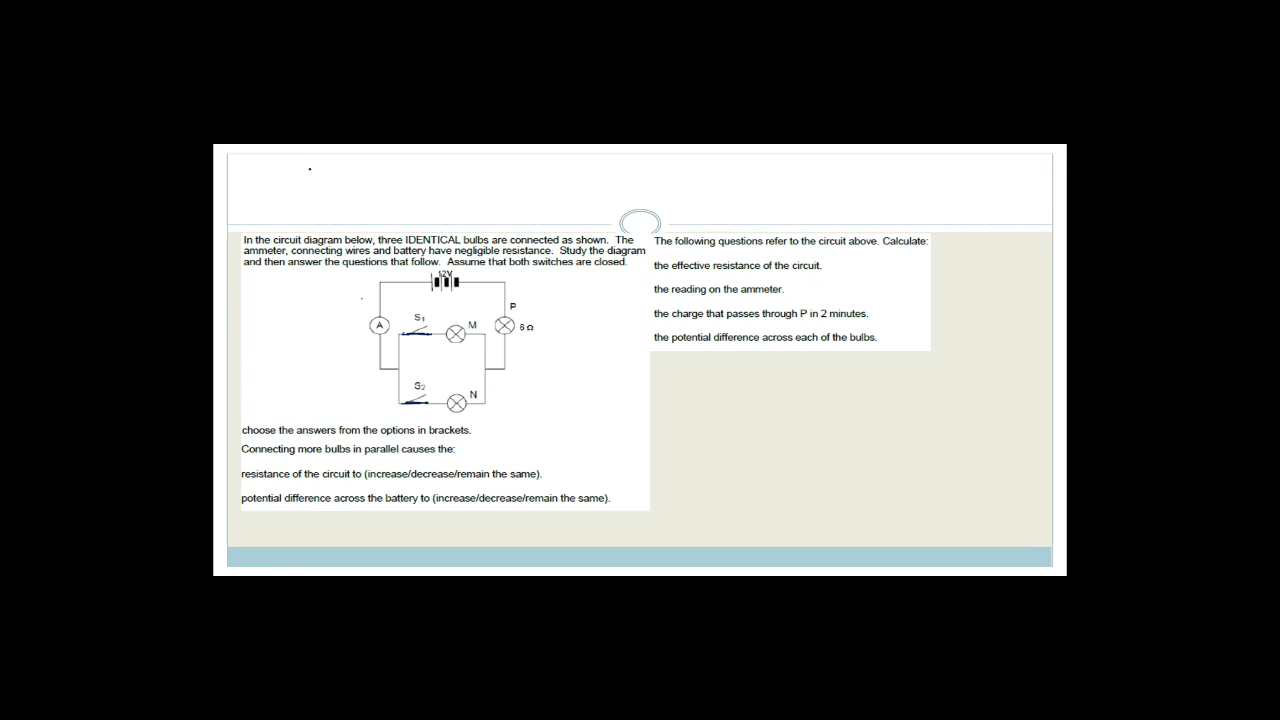 In the circuit diagram below, three IDENTICAL bulbs are connected as shown. The
ammeter, connecting wires and battery have negligible resistance. Study the diagram
and then answer the questions that follow. Assume that both switches are closed.
12V
P
S1
A
M
6 Ω
S2
N
choose the answers from the options in brackets.
Connecting more bulbs in parallel causes the:
resistance of the circuit to (increase/decrease/remain the same).
potential difference across the battery to (increase/decrease/remain the same).
The following questions refer to the circuit above. Calculate:
the effective resistance of the circuit.
the reading on the ammeter.
the charge that passes through P in 2 minutes.
the potential difference across each of the bulbs.